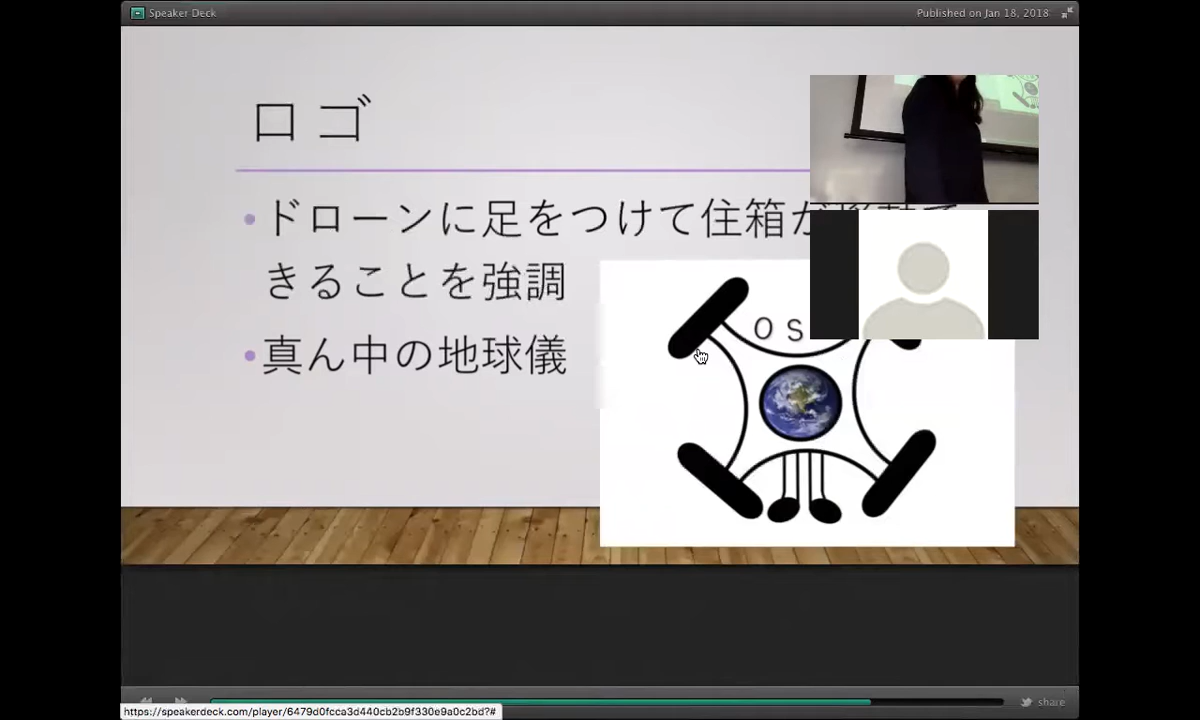 Speaker Deck
Published on Jan 18, 2018
ロゴ
•ドローンに足をつけて住箱が
きることを強調
•真ん中の地球儀
OS
share
https://speakerdeck.com/player/6479d0fcca3d440cb2b9f330e9a0c2bd?#